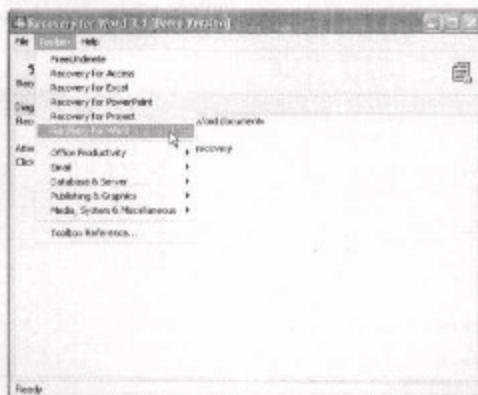 Recovery for Word 3.1 [Demo Version]
File Toolbox Help
FreeUndelete
Recovery for Access
Recovery for Excel
Recovery for PowerPoint
Recovery for Project
Recovery for Word
Word documents
recovery
Office Productivity
Email
Database & Server
Publishing & Graphics
Media, System & Miscellaneous
Toolbox Reference...
Ready